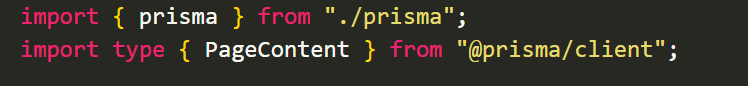 import { prisma } from "./prisma";
import type { PageContent } from "@prisma/client";